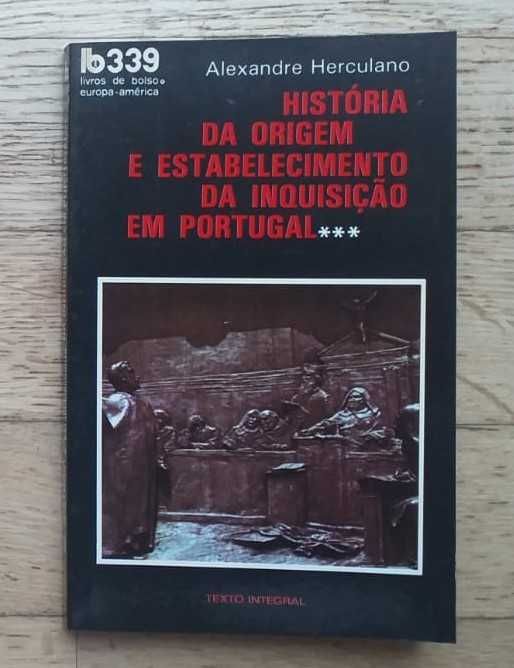 lb339
livros de bolso
europa-américa
Alexandre Herculano
HISTÓRIA
DA ORIGEM
E ESTABELECIMENTO
DA INQUISIÇÃO
EM PORTUGAL***
TEXTO INTEGRAL